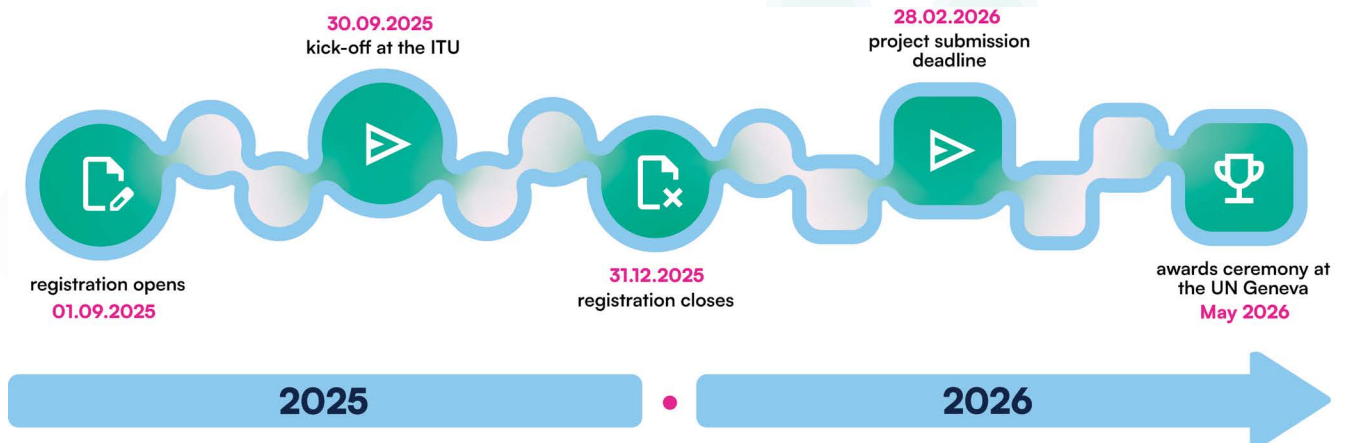 30.09.2025
kick-off at the ITU
28.02.2026
project submission
deadline
registration opens
01.09.2025
31.12.2025
registration closes
awards ceremony at
the UN Geneva
May 2026
2025
2026